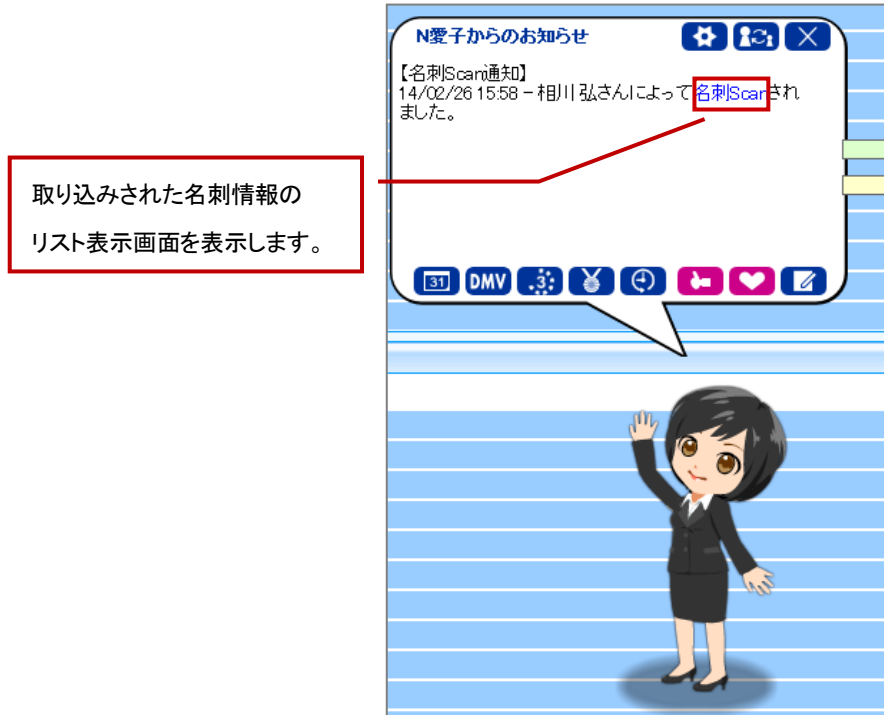 N愛子からのお知らせ
【名刺Scan通知】
14/02/26 15:58 - 相川 弘さんによって名刺Scanされ
ました。
取り込みされた名刺情報の
リスト表示画面を表示します。
31 DMV 3